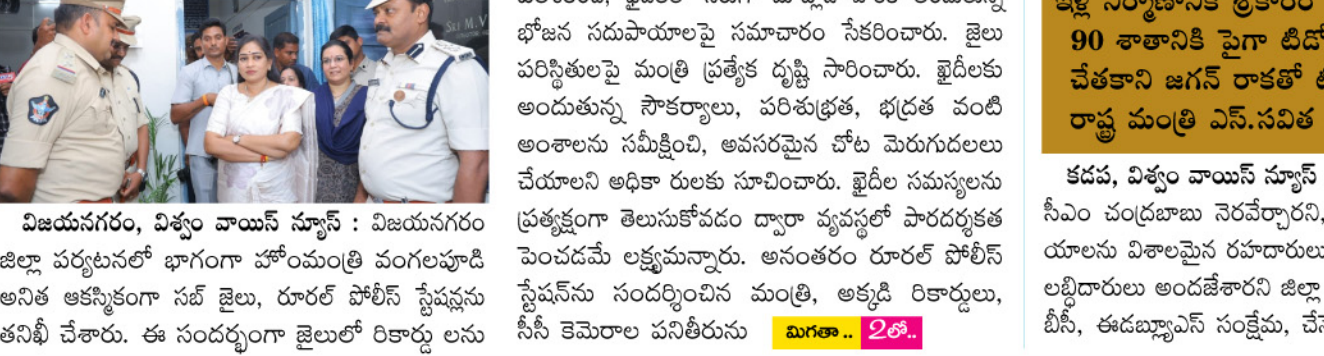 SRI M.V
విజయనగరం, విశ్వం వాయిస్ న్యూస్ : విజయనగరం
జిల్లా పర్యటనలో భాగంగా హోంమంత్రి వంగలపూడి
అనిత ఆకస్మికంగా సబ్ జైలు, రూరల్ పోలీస్ స్టేషన్లను
తనిఖీ చేశారు. ఈ సందర్భంగా జైలులో రికార్డు లను
భోజన సదుపాయాలపై సమాచారం సేకరించారు. జైలు
పరిస్థితులపై మంత్రి ప్రత్యేక దృష్టి సారించారు. ఖైదీలకు
అందుతున్న సౌకర్యాలు, పరిశుభ్రత, భద్రత వంటి
అంశాలను సమీక్షించి, అవసరమైన చోట మెరుగుదలలు
చేయాలని అధికా రులకు సూచించారు. ఖైదీల సమస్యలను
ప్రత్యక్షంగా తెలుసుకోవడం ద్వారా వ్యవస్థలో పారదర్శకత
పెంచడమే లక్ష్యమన్నారు. అనంతరం రూరల్ పోలీస్
స్టేషన్‌ను సందర్శించిన మంత్రి, అక్కడి రికార్డులు,
సీసీ కెమెరాల పనితీరును మిగతా.. 2లో..
90 శాతానికి పైగా టిడో
చేతకాని జగన్ రాకతో
రాష్ట్ర మంత్రి ఎస్.సవిత
కడప, విశ్వం వాయిస్ న్యూస్
సీఎం చంద్రబాబు నెరవేర్చారని,
యాలను విశాలమైన రహదారులు
లబ్ధిదారులు అందజేశారని జిల్లా
బీసీ, ఈడబ్ల్యూఎస్ సంక్షేమ, చేనే